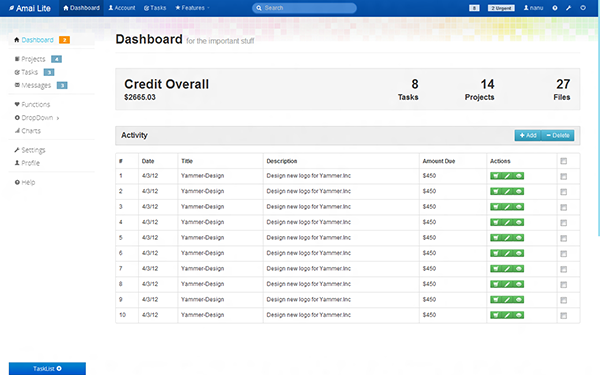 Amai Lite Dashboard Account Tasks Features Search 8 2 Urgent nanu
Dashboard 2
Projects 4
Tasks 3
Messages 3
Functions
DropDown
Charts
Settings
Profile
Help
Dashboard for the important stuff
Credit Overall 8 14 27
$2665.03 Tasks Projects Files
Activity + Add − Delete
# Date Title Description Amount Due Actions
1 4/3/12 Yammer-Design Design new logo for Yammer.Inc $450
2 4/3/12 Yammer-Design Design new logo for Yammer.Inc $450
3 4/3/12 Yammer-Design Design new logo for Yammer.Inc $450
4 4/3/12 Yammer-Design Design new logo for Yammer.Inc $450
5 4/3/12 Yammer-Design Design new logo for Yammer.Inc $450
6 4/3/12 Yammer-Design Design new logo for Yammer.Inc $450
7 4/3/12 Yammer-Design Design new logo for Yammer.Inc $450
8 4/3/12 Yammer-Design Design new logo for Yammer.Inc $450
9 4/3/12 Yammer-Design Design new logo for Yammer.Inc $450
10 4/3/12 Yammer-Design Design new logo for Yammer.Inc $450
TaskList